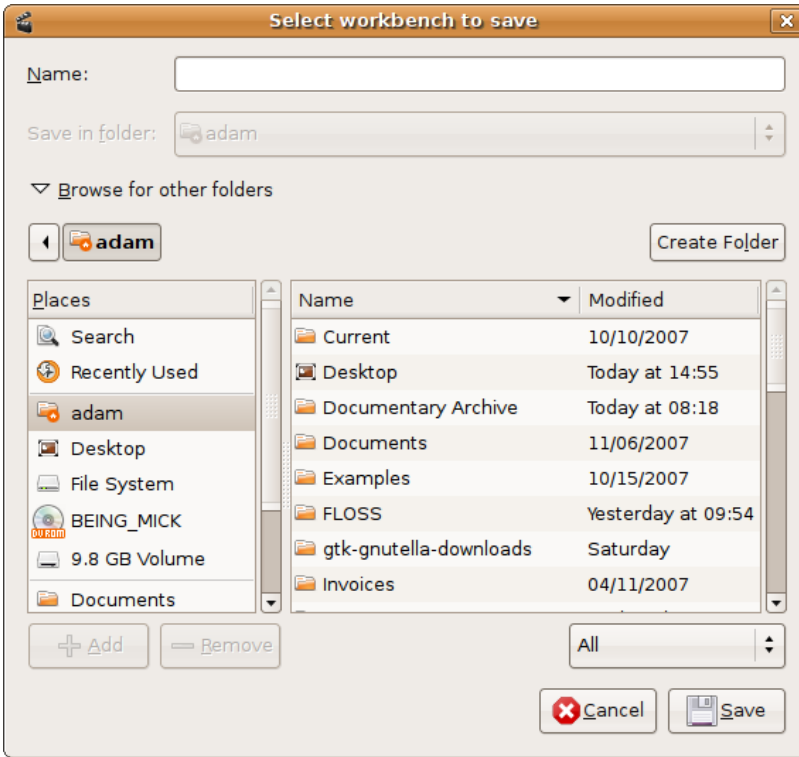 Select workbench to save
Name:
Save in folder: adam
Browse for other folders
adam
Create Folder
Places
Search
Recently Used
adam
Desktop
File System
DVD ROM
BEING_MICK
9.8 GB Volume
Documents
Name Modified
Current 10/10/2007
Desktop Today at 14:55
Documentary Archive Today at 08:18
Documents 11/06/2007
Examples 10/15/2007
FLOSS Yesterday at 09:54
gtk-gnutella-downloads Saturday
Invoices 04/11/2007
Add Remove
All
Cancel Save